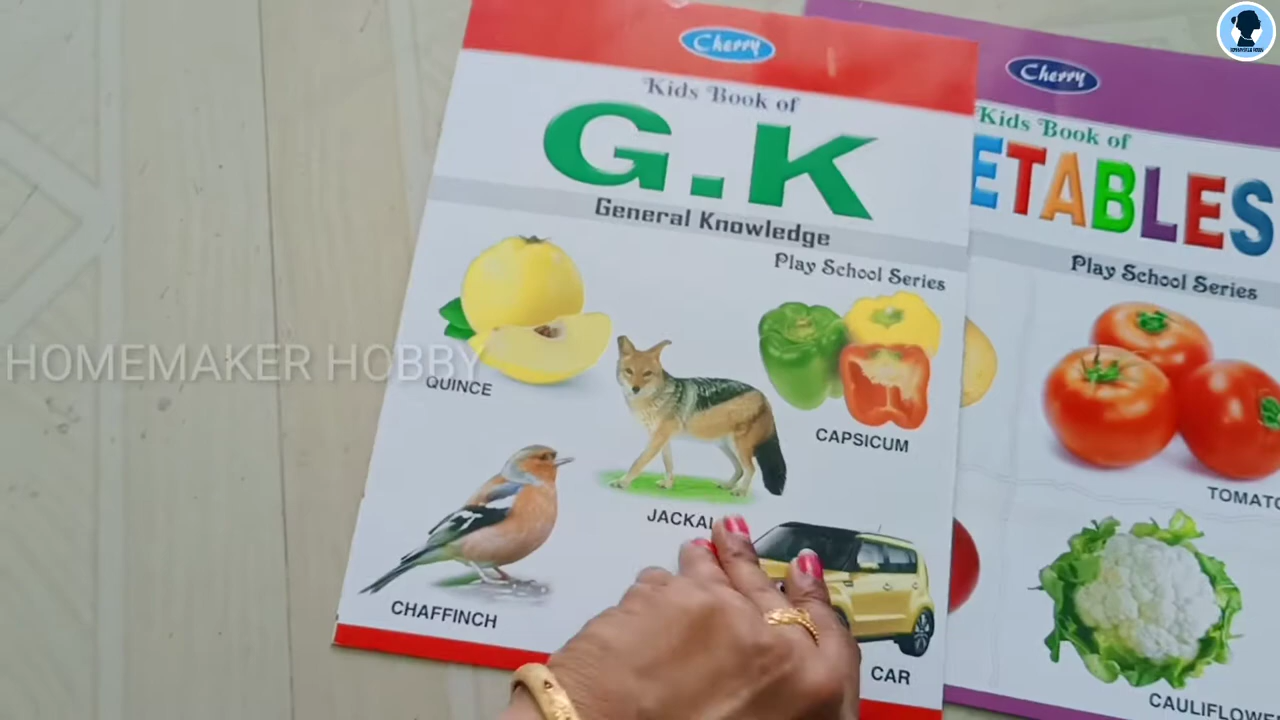 Cherry
Kids Book of
G.K
General Knowledge
Play School Series
QUINCE
CAPSICUM
JACKAL
CHAFFINCH
CAR
Cherry
Kids Book of
ETABLES
Play School Series
TOMATO
CAULIFLOWE
HOMEMAKER HOBBY